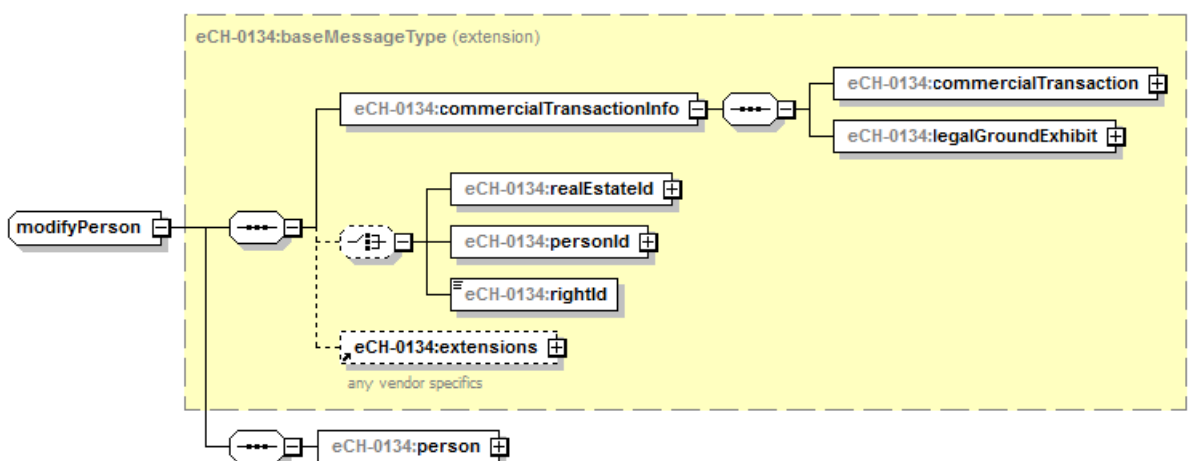 eCH-0134:baseMessageType (extension)
eCH-0134:commercialTransaction
eCH-0134:commercialTransactionInfo
eCH-0134:legalGroundExhibit
eCH-0134:realEstateId
modifyPerson
eCH-0134:personId
eCH-0134:rightId
eCH-0134:extensions
any vendor specifics
eCH-0134:person